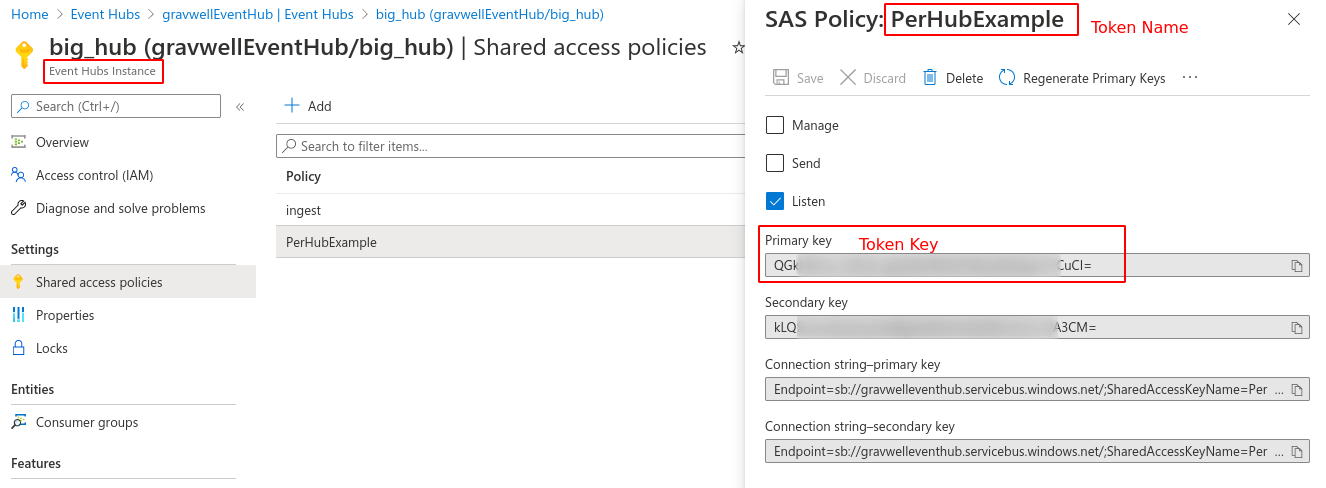 Home > Event Hubs > gravwellEventHub | Event Hubs > big_hub (gravwellEventHub/big_hub)
big_hub (gravwellEventHub/big_hub) | Shared access policies
Event Hubs Instance
Search (Ctrl+/)
Overview
Access control (IAM)
Diagnose and solve problems
Settings
Shared access policies
Properties
Locks
Entities
Consumer groups
Features
Add
Search to filter items...
Policy
ingest
PerHubExample
SAS Policy: PerHubExample
Token Name
Save Discard Delete Regenerate Primary Keys ...
Manage
Send
Listen
Primary key Token Key
QGk CuCI=
Secondary key
kLQ A3CM=
Connection string–primary key
Endpoint=sb://gravwelleventhub.servicebus.windows.net/;SharedAccessKeyName=Per ...
Connection string–secondary key
Endpoint=sb://gravwelleventhub.servicebus.windows.net/;SharedAccessKeyName=Per ...